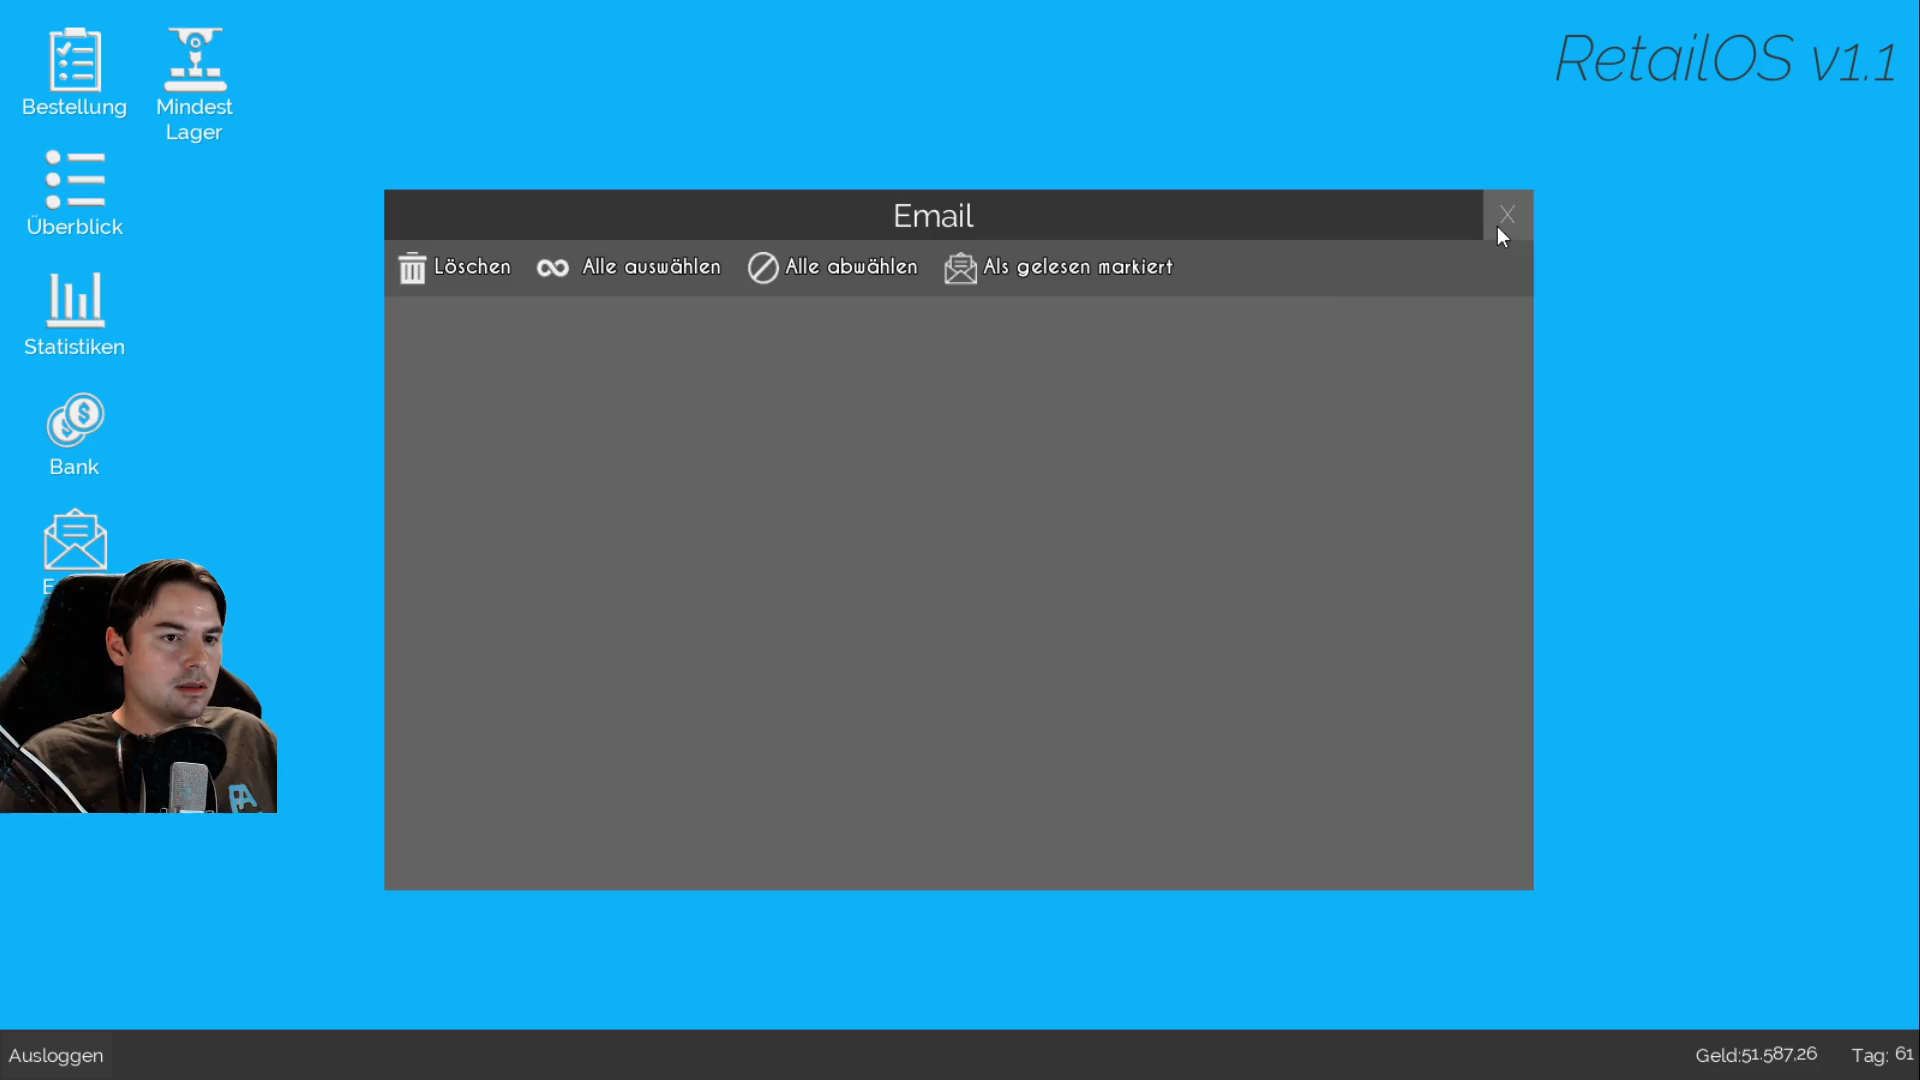 RetailOS v1.1
Bestellung
Mindest
Lager
Überblick
Statistiken
Bank
Email
X
Löschen
Alle auswählen
Alle abwählen
Als gelesen markiert
Ausloggen
Geld:51.587,26
Tag: 61